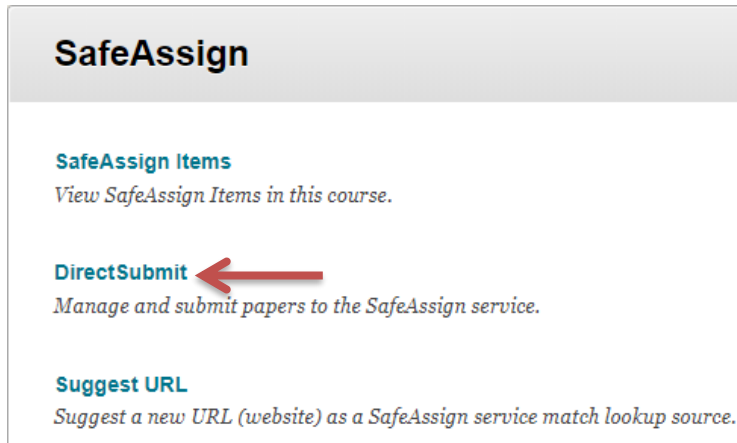 SafeAssign
SafeAssign Items
View SafeAssign Items in this course.
DirectSubmit
Manage and submit papers to the SafeAssign service.
Suggest URL
Suggest a new URL (website) as a SafeAssign service match lookup source.